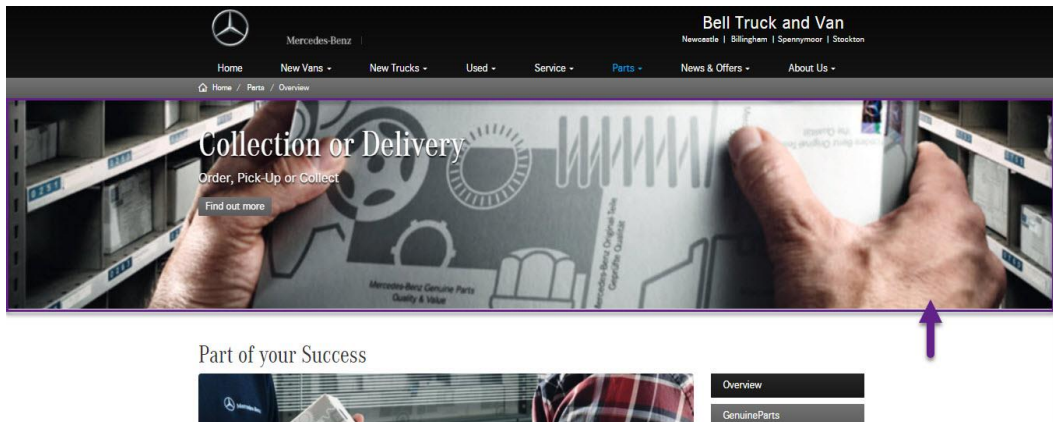 Bell Truck and Van
Mercedes-Benz
Newcastle | Billingham | Spennymoor | Stockton
Home New Vans New Trucks Used Service Parts News & Offers About Us
Home / Parts / Overview
Collection or Delivery
Order, Pick-Up or Collect
Find out more
Mercedes-Benz Genuine Parts
Quality & Value
Mercedes-Benz Original-Teile
Geprüfte Qualität
0251
Part of your Success
Overview
GenuineParts